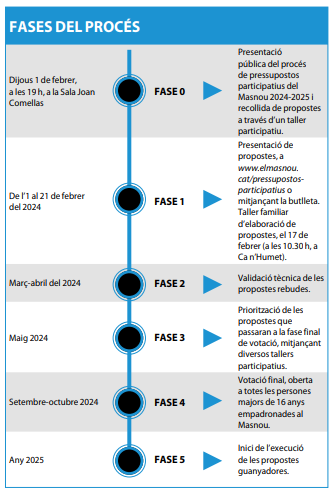 FASES DEL PROCÉS
Dijous 1 de febrer,
a les 19 h, a la Sala Joan
Comellas
FASE 0
Presentació
pública del procés
de pressupostos
participatius del
Masnou 2024-2025 i
recollida de propostes
a través d'un taller
participatiu.
De l'1 al 21 de febrer
del 2024
FASE 1
Presentació de
propostes, a
www.elmasnou.
cat/pressupostos-
participatius o
mitjançant la butlleta.
Taller familiar
d'elaboració de
propostes, el 17 de
febrer (a les 10.30 h, a
Ca n'Humet).
Març-abril del 2024
FASE 2
Validació tècnica de les
propostes rebudes.
Maig 2024
FASE 3
Priorització de les
propostes que
passaran a la fase final
de votació, mitjançant
diversos tallers
participatius.
Setembre-octubre 2024
FASE 4
Votació final, oberta
a totes les persones
majors de 16 anys
empadronades al
Masnou.
Any 2025
FASE 5
Inici de l'execució
de les propostes
guanyadores.